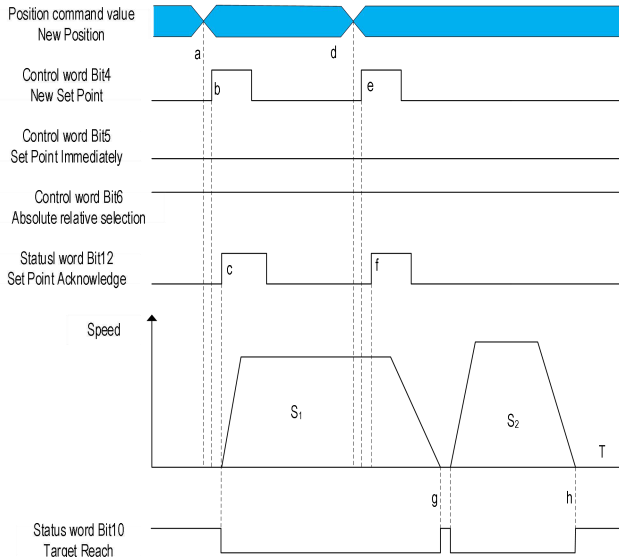 Position command value
New Position
a
d
Control word Bit4
New Set Point
b
e
Control word Bit5
Set Point Immediately
Control word Bit6
Absolute relative selection
Statusl word Bit12
Set Point Acknowledge
c
f
Speed
S1
S2
T
g
h
Status word Bit10
Target Reach